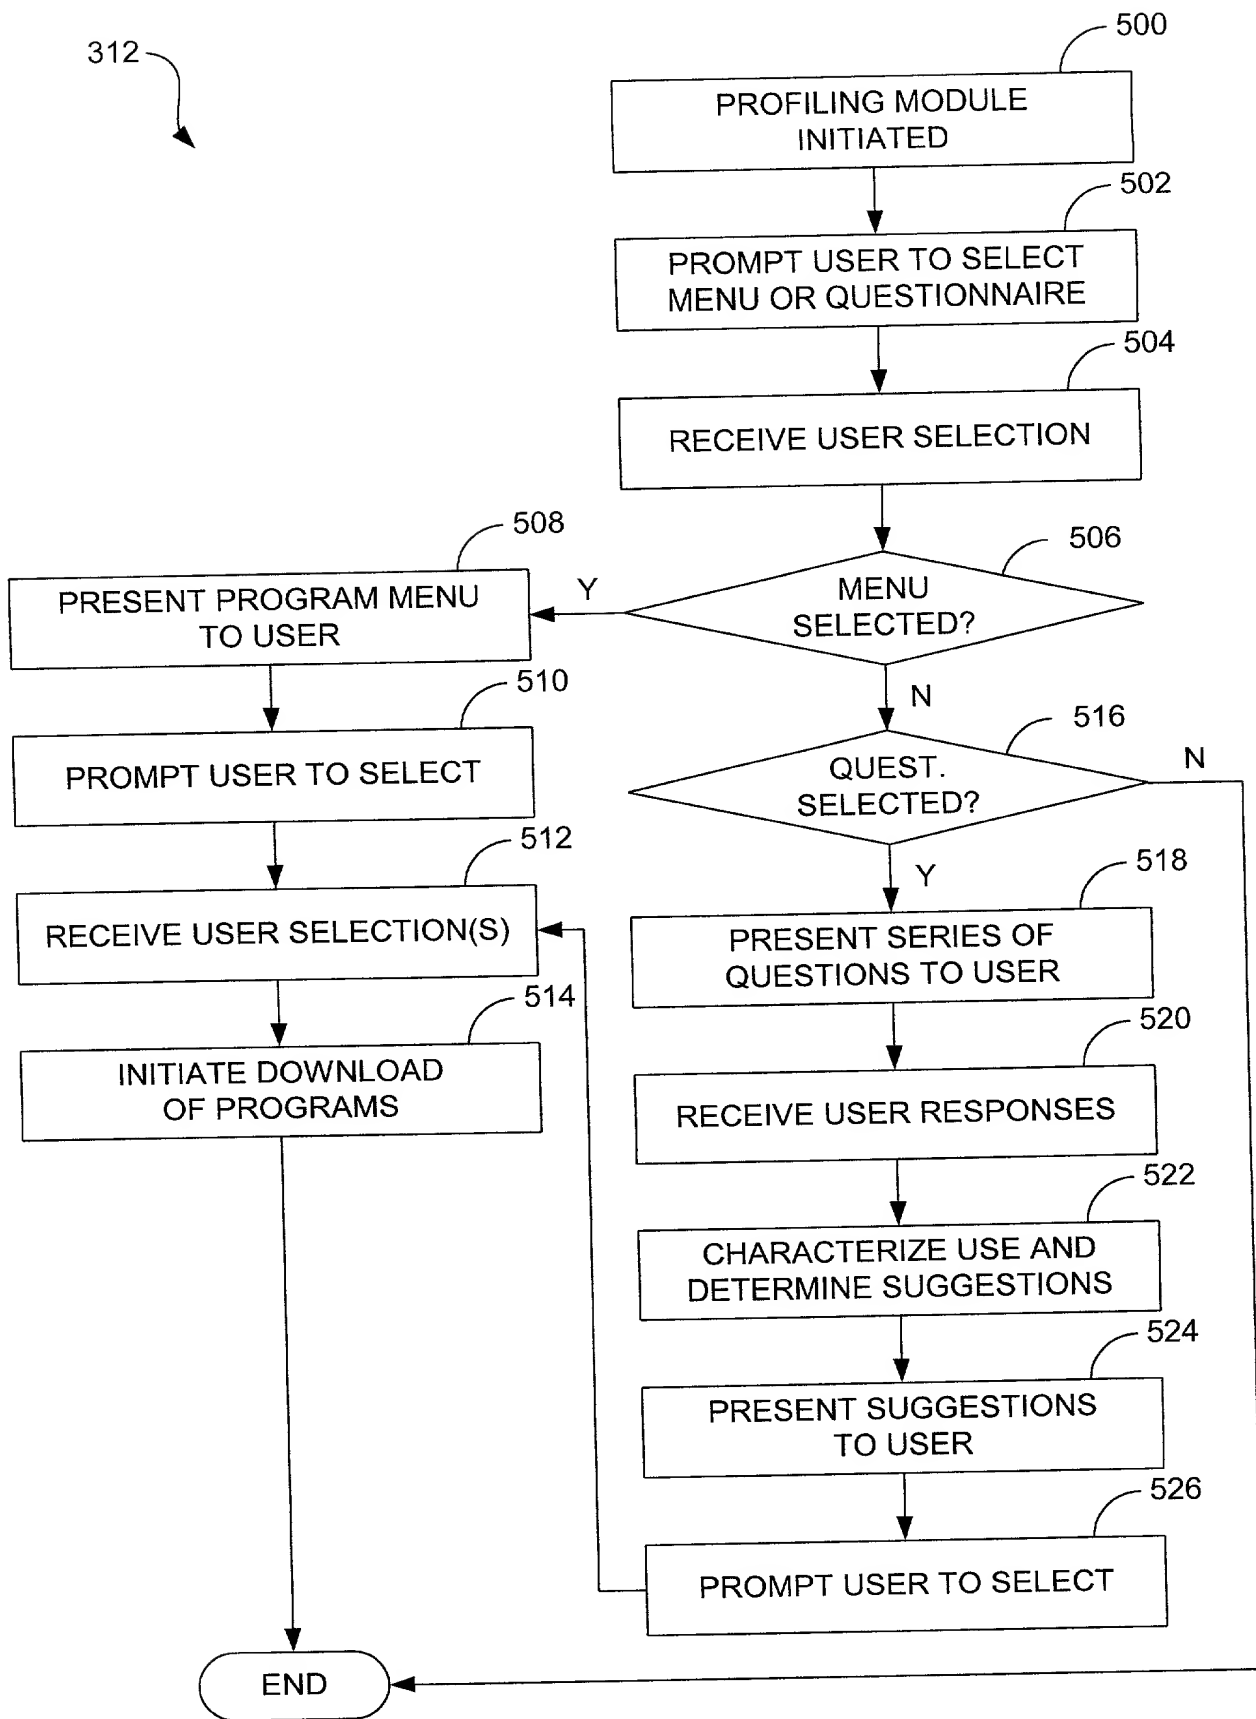 312
500
PROFILING MODULE
INITIATED
502
PROMPT USER TO SELECT
MENU OR QUESTIONNAIRE
504
RECEIVE USER SELECTION
506
MENU
SELECTED?
Y
N
508
PRESENT PROGRAM MENU
TO USER
510
PROMPT USER TO SELECT
512
RECEIVE USER SELECTION(S)
514
INITIATE DOWNLOAD
OF PROGRAMS
516
QUEST.
SELECTED?
N
Y
518
PRESENT SERIES OF
QUESTIONS TO USER
520
RECEIVE USER RESPONSES
522
CHARACTERIZE USE AND
DETERMINE SUGGESTIONS
524
PRESENT SUGGESTIONS
TO USER
526
PROMPT USER TO SELECT
END